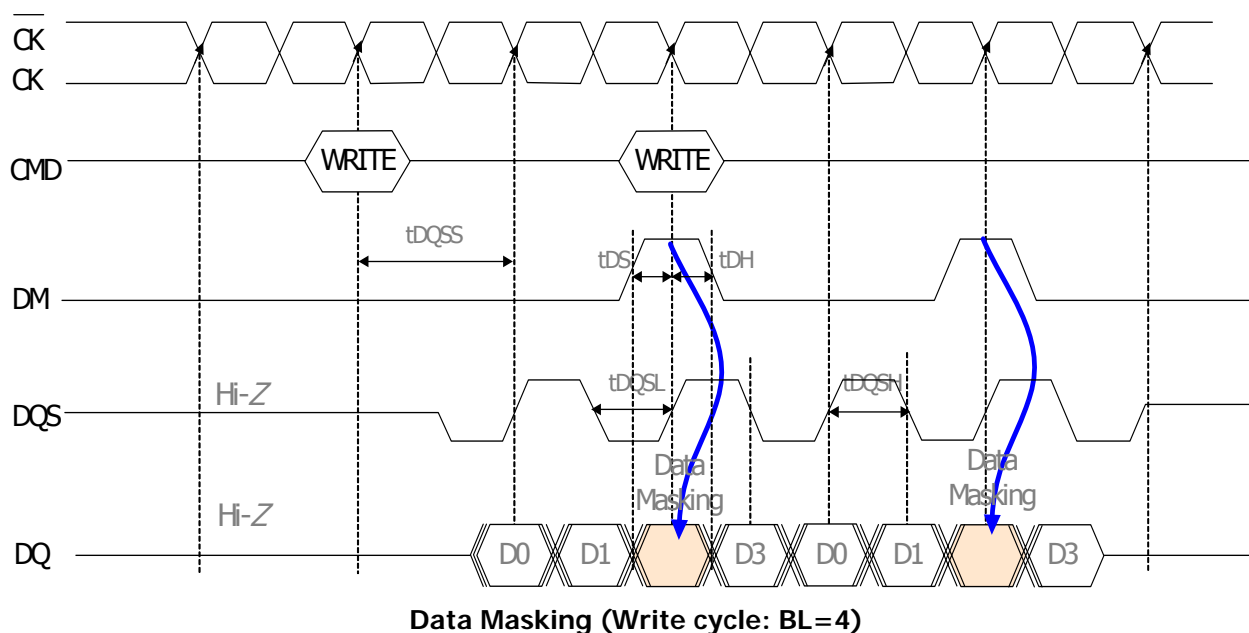 CK
CK
CMD
WRITE
WRITE
tDQSS
tDS
tDH
DM
Hi-Z
tDQSL
tDQSH
DQS
Data
Masking
Data
Masking
Hi-Z
DQ
D0
D1
D3
D0
D1
D3
Data Masking (Write cycle: BL=4)